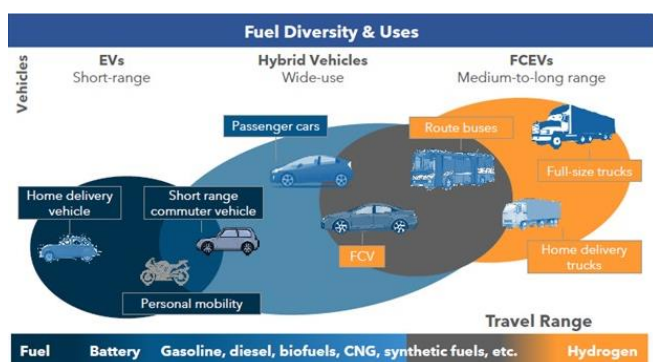 Fuel Diversity & Uses
Vehicles
EVs
Short-range
Hybrid Vehicles
Wide-use
FCEVs
Medium-to-long range
Passenger cars
Route buses
Full-size trucks
Home delivery
vehicle
Short range
commuter vehicle
FCV
Home delivery
trucks
Personal mobility
Travel Range
Fuel
Battery
Gasoline, diesel, biofuels, CNG, synthetic fuels, etc.
Hydrogen